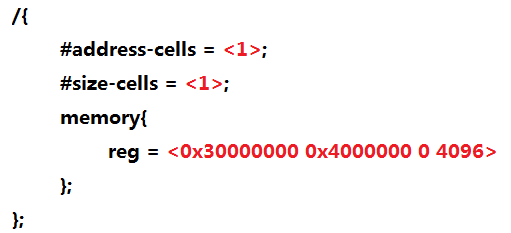 /{
#address-cells = <1>;
#size-cells = <1>;
memory{
reg = <0x30000000 0x4000000 0 4096>
};
};